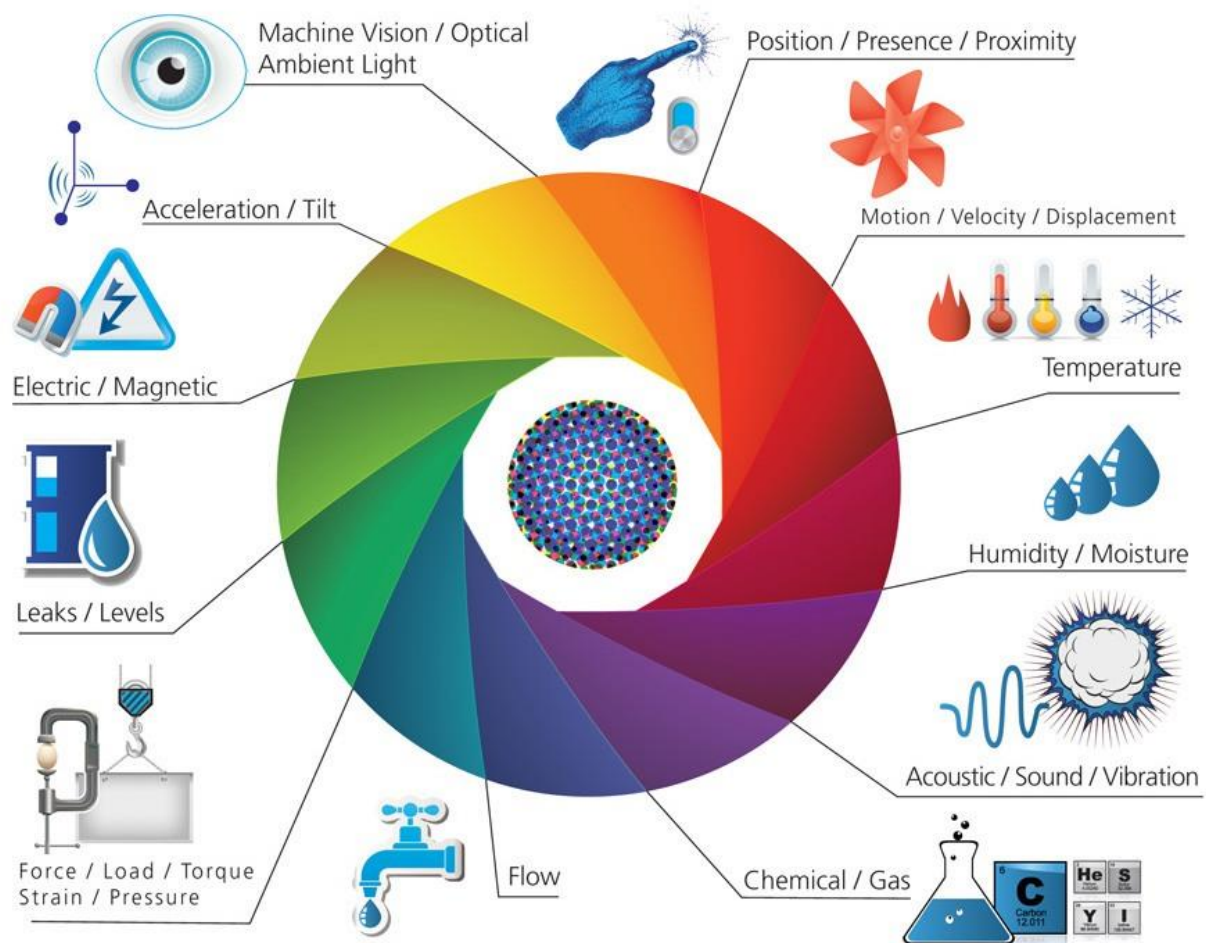 Machine Vision / Optical
Ambient Light
Position / Presence / Proximity
Acceleration / Tilt
Motion / Velocity / Displacement
Electric / Magnetic
Temperature
Humidity / Moisture
Leaks / Levels
Acoustic / Sound / Vibration
Force / Load / Torque
Strain / Pressure
Flow
Chemical / Gas
6
C
Carbon
12.011
He
S
Y
I